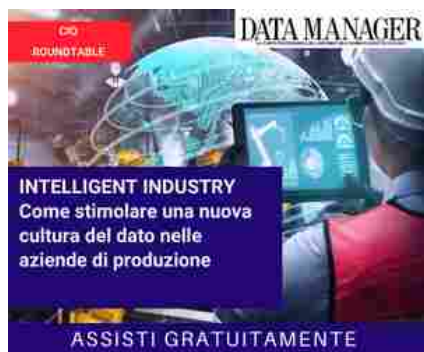 CIO
ROUNDTABLE
DATA MANAGER
INTELLIGENT INDUSTRY
Come stimolare una nuova
cultura del dato nelle
aziende di produzione
ASSISTI GRATUITAMENTE